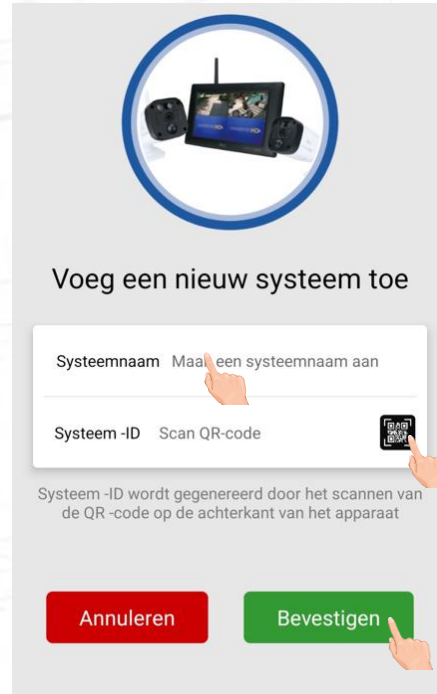 Voeg een nieuw systeem toe
Systeemnaam Maak een systeemnaam aan
Systeem -ID Scan QR-code
Systeem -ID wordt gegenereerd door het scannen van
de QR -code op de achterkant van het apparaat
Annuleren Bevestigen